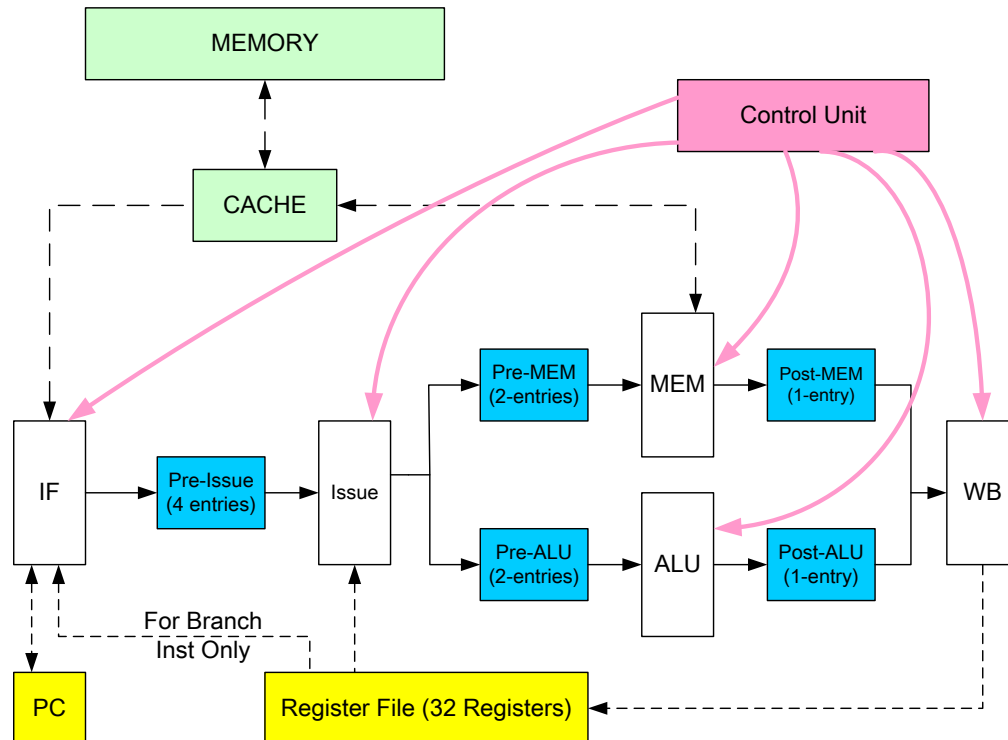 MEMORY
Control Unit
CACHE
Pre-MEM
(2-entries)
MEM
Post-MEM
(1-entry)
IF
Pre-Issue
(4 entries)
Issue
WB
Pre-ALU
(2-entries)
ALU
Post-ALU
(1-entry)
For Branch
Inst Only
PC
Register File (32 Registers)